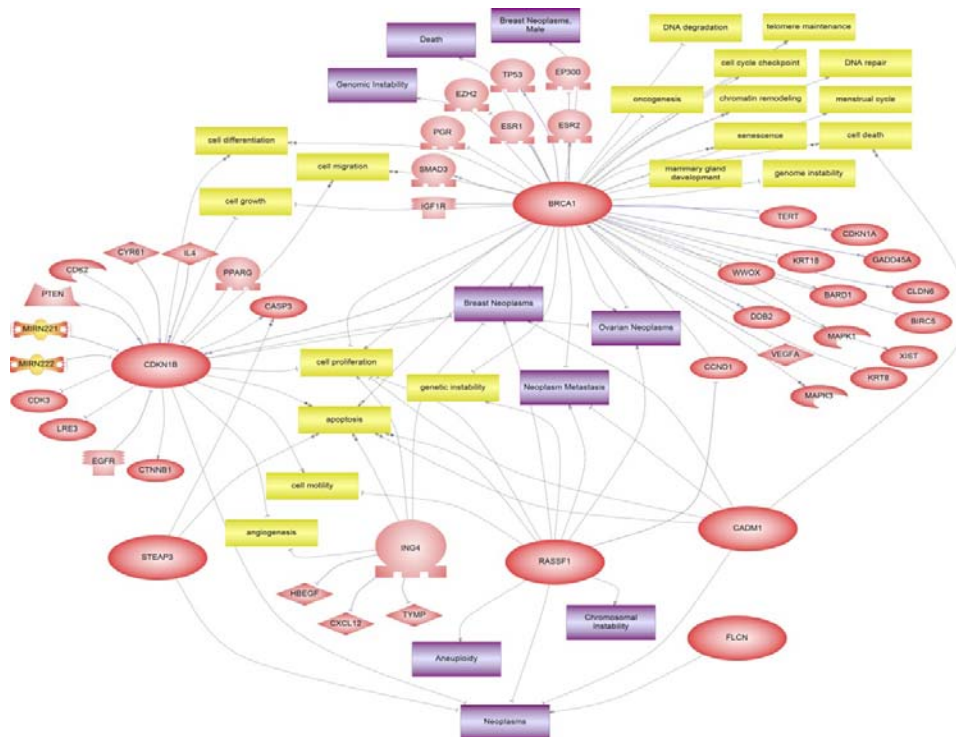 Breast Neoplasms,
Male
DNA degradation
telomere maintenance
Death
TP53
EP300
cell cycle checkpoint
DNA repair
Genomic Instability
EZH2
oncogenesis
chromatin remodeling
menstrual cycle
PGR
ESR1
ESR2
cell differentiation
senescence
cell death
cell migration
SMAD3
mammary gland
development
genome instability
cell growth
IGF1R
BRCA1
TERT
CDKN1A
CYR61
IL4
CDK2
PPARG
WWOX
KRT18
GADD45A
PTEN
CASP3
Breast Neoplasms
BARD1
CLDN6
MIRN221
Ovarian Neoplasms
DDB2
BIRC5
MAPK1
MIRN222
CDKN1B
cell proliferation
CCND1
VEGFA
XIST
genetic instability
Neoplasm Metastasis
KRT8
CDK3
MAPK3
apoptosis
LRE3
EGFR
CTNNB1
cell motility
angiogenesis
CADM1
STEAP3
ING4
RASSF1
HBEGF
TYMP
CXCL12
Chromosomal
Instability
FLCN
Aneuploidy
Neoplasms